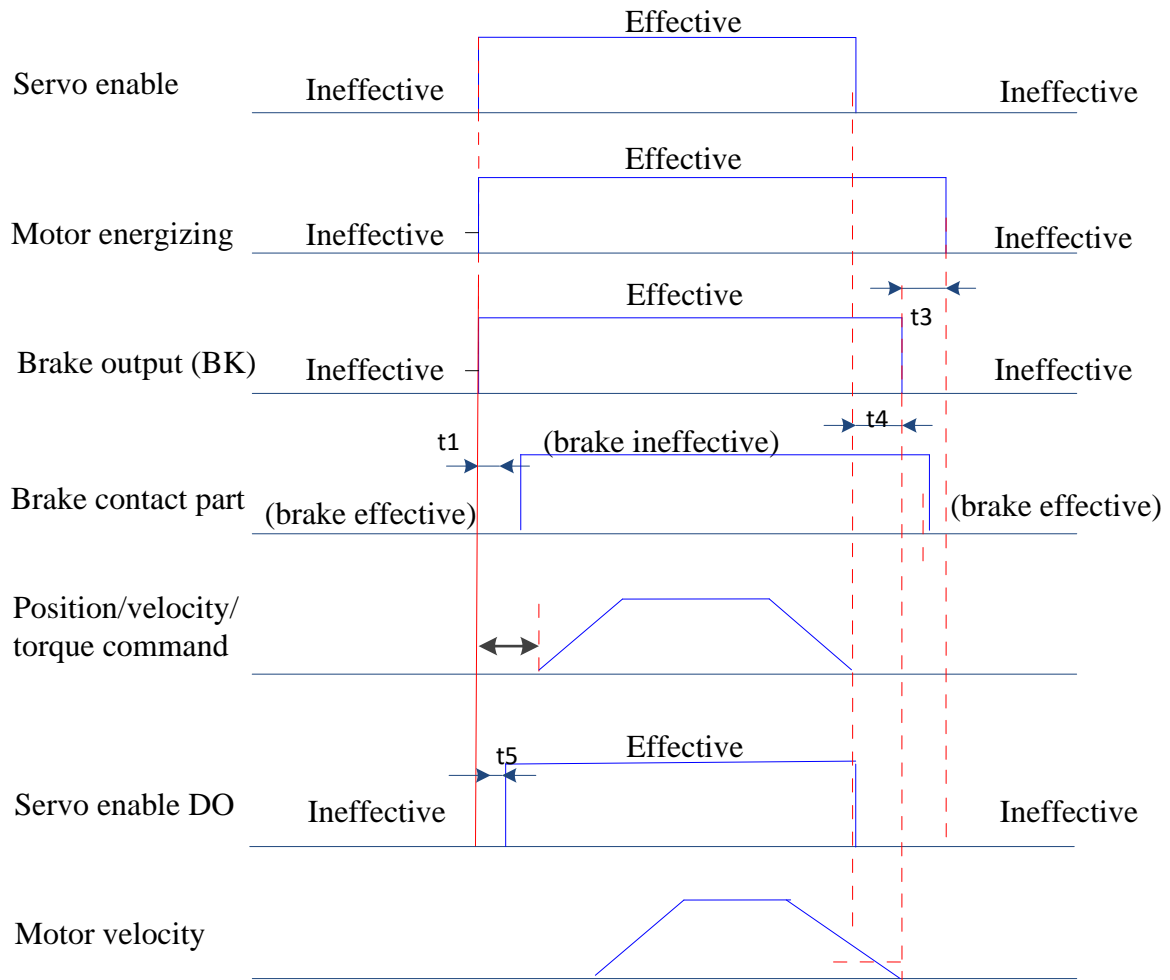 Effective
Servo enable
Ineffective
Ineffective
Effective
Motor energizing
Ineffective
Ineffective
Effective
t3
Brake output (BK)
Ineffective
Ineffective
t4
t1
(brake ineffective)
Brake contact part
(brake effective)
(brake effective)
Position/velocity/
torque command
Effective
t5
Servo enable DO
Ineffective
Ineffective
Motor velocity